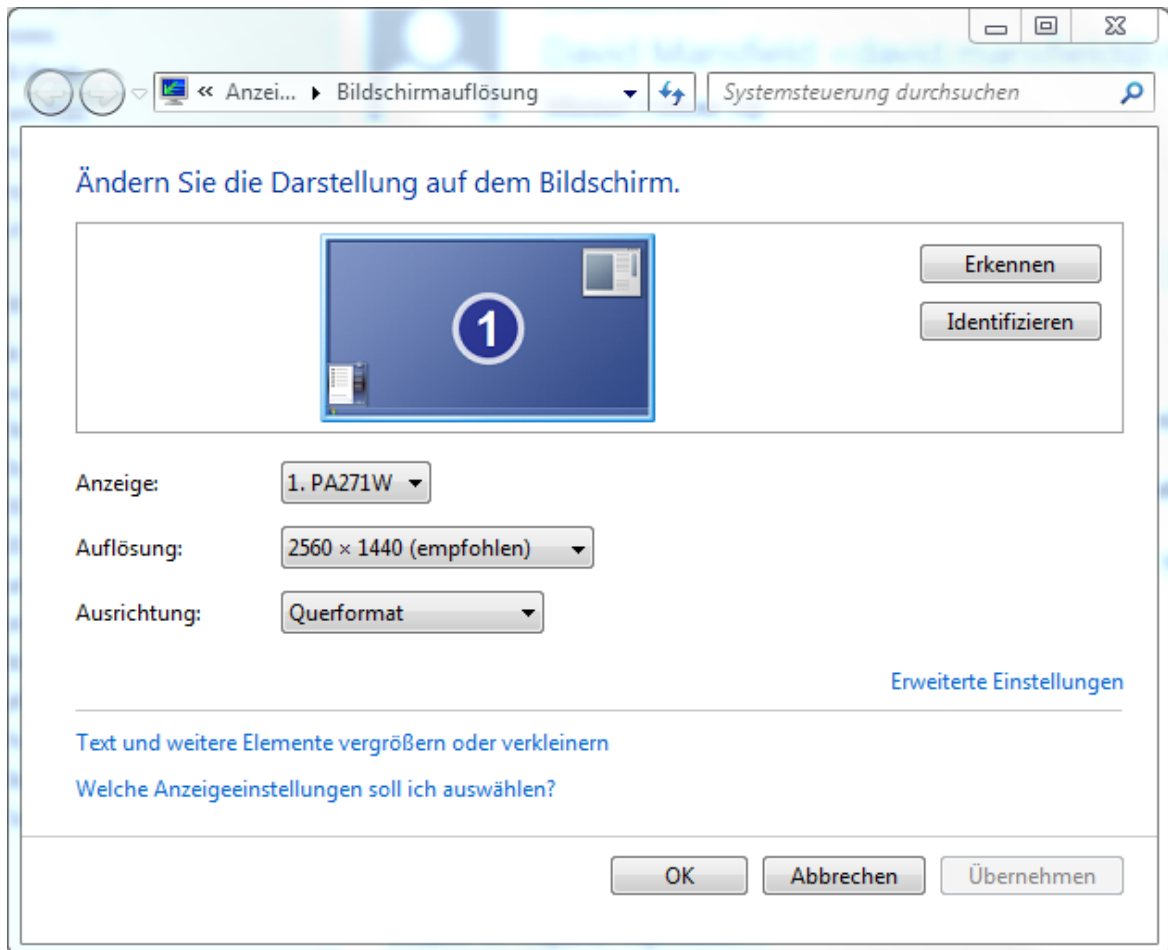 « Anzei... ▸ Bildschirmauflösung
Systemsteuerung durchsuchen
Ändern Sie die Darstellung auf dem Bildschirm.
1
Erkennen
Identifizieren
Anzeige: 1. PA271W
Auflösung: 2560 × 1440 (empfohlen)
Ausrichtung: Querformat
Erweiterte Einstellungen
Text und weitere Elemente vergrößern oder verkleinern
Welche Anzeigeeinstellungen soll ich auswählen?
OK Abbrechen Übernehmen